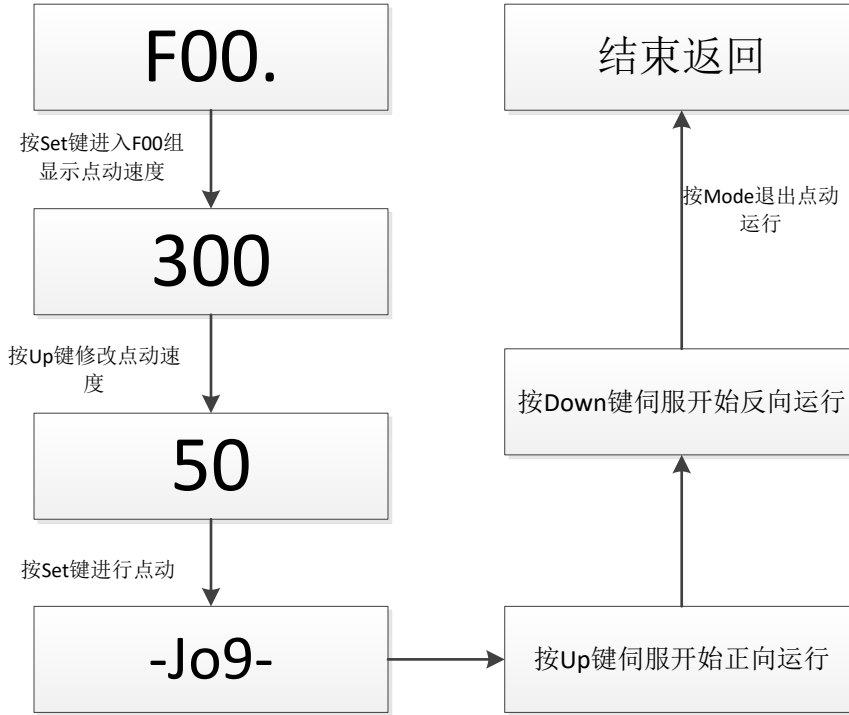 F00.
按Set键进入F00组
显示点动速度
300
按Up键修改点动速
度
50
按Set键进行点动
-Jo9-
按Up键伺服开始正向运行
按Down键伺服开始反向运行
按Mode退出点动
运行
结束返回